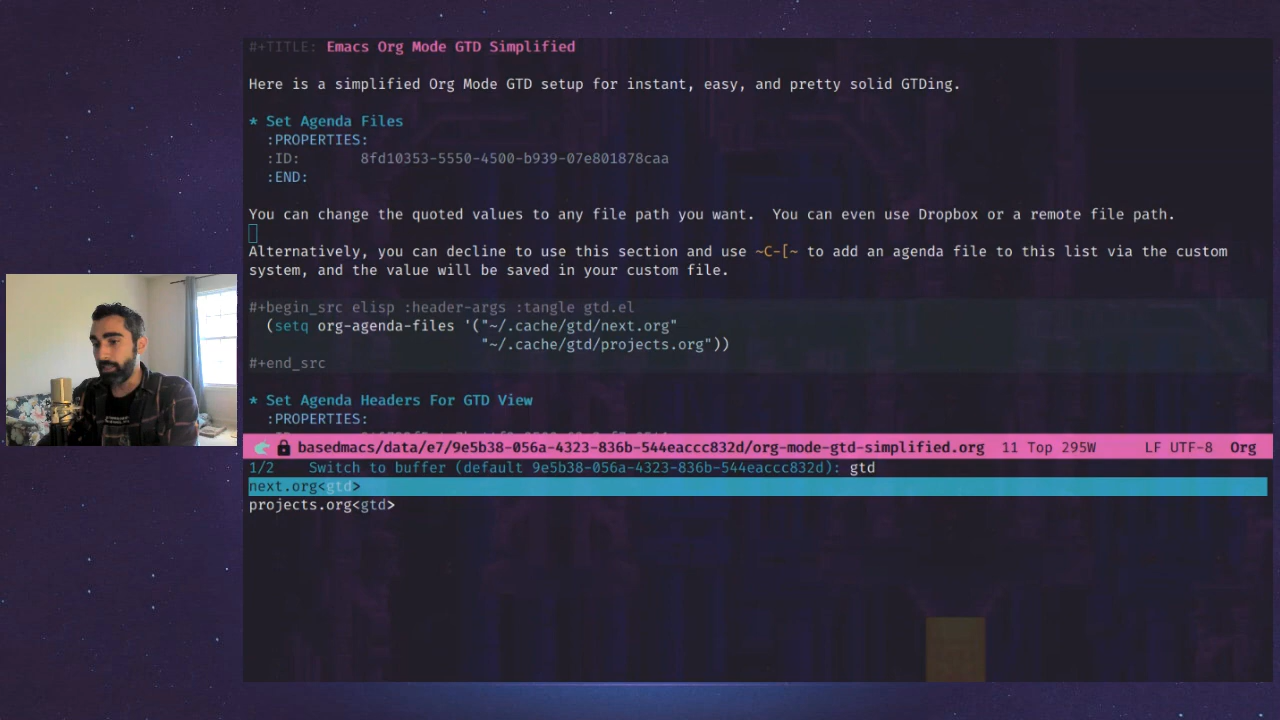 #+TITLE: Emacs Org Mode GTD Simplified
Here is a simplified Org Mode GTD setup for instant, easy, and pretty solid GTDing.
* Set Agenda Files
:PROPERTIES:
:ID: 8fd10353-5550-4500-b939-07e801878caa
:END:
You can change the quoted values to any file path you want. You can even use Dropbox or a remote file path.
Alternatively, you can decline to use this section and use ~C-[~ to add an agenda file to this list via the custom
system, and the value will be saved in your custom file.
#+begin_src elisp :header-args :tangle gtd.el
(setq org-agenda-files '("~/.cache/gtd/next.org"
"~/.cache/gtd/projects.org"))
#+end_src
* Set Agenda Headers For GTD View
:PROPERTIES:
basedmacs/data/e7/9e5b38-056a-4323-836b-544eaccc832d/org-mode-gtd-simplified.org 11 Top 295W LF UTF-8 Org
1/2 Switch to buffer (default 9e5b38-056a-4323-836b-544eaccc832d): gtd
next.org<gtd>
projects.org<gtd>